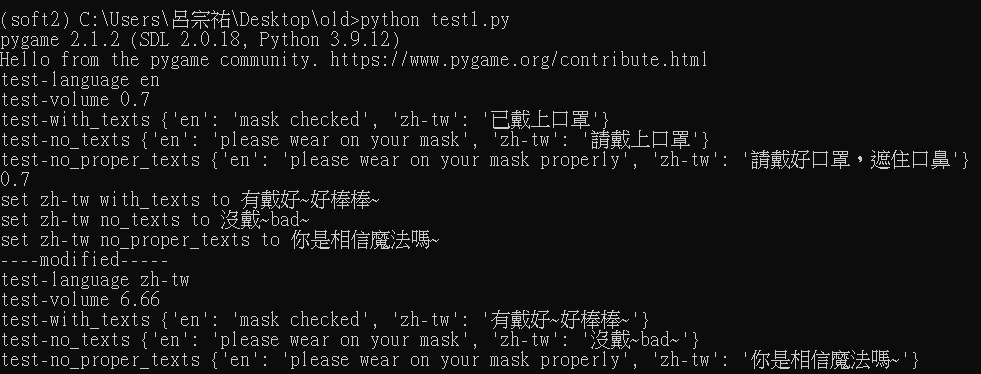 (soft2) C:\Users\呂宗祐\Desktop\old>python test1.py
pygame 2.1.2 (SDL 2.0.18, Python 3.9.12)
Hello from the pygame community. https://www.pygame.org/contribute.html
test-language en
test-volume 0.7
test-with_texts {'en': 'mask checked', 'zh-tw': '已戴上口罩'}
test-no_texts {'en': 'please wear on your mask', 'zh-tw': '請戴上口罩'}
test-no_proper_texts {'en': 'please wear on your mask properly', 'zh-tw': '請戴好口罩，遮住口鼻'}
0.7
set zh-tw with_texts to 有戴好~好棒棒~
set zh-tw no_texts to 沒戴~bad~
set zh-tw no_proper_texts to 你是相信魔法嗎~
----modified-----
test-language zh-tw
test-volume 6.66
test-with_texts {'en': 'mask checked', 'zh-tw': '有戴好~好棒棒~'}
test-no_texts {'en': 'please wear on your mask', 'zh-tw': '沒戴~bad~'}
test-no_proper_texts {'en': 'please wear on your mask properly', 'zh-tw': '你是相信魔法嗎~'}